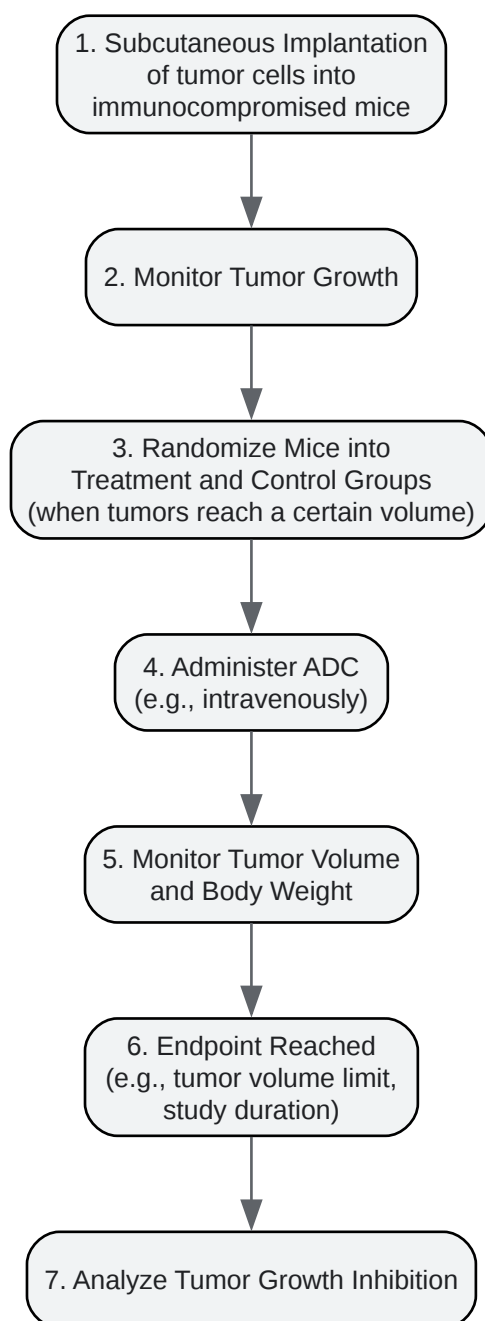 1. Subcutaneous Implantation
of tumor cells into
immunocompromised mice
2. Monitor Tumor Growth
3. Randomize Mice into
Treatment and Control Groups
(when tumors reach a certain volume)
4. Administer ADC
(e.g., intravenously)
5. Monitor Tumor Volume
and Body Weight
6. Endpoint Reached
(e.g., tumor volume limit,
study duration)
7. Analyze Tumor Growth Inhibition